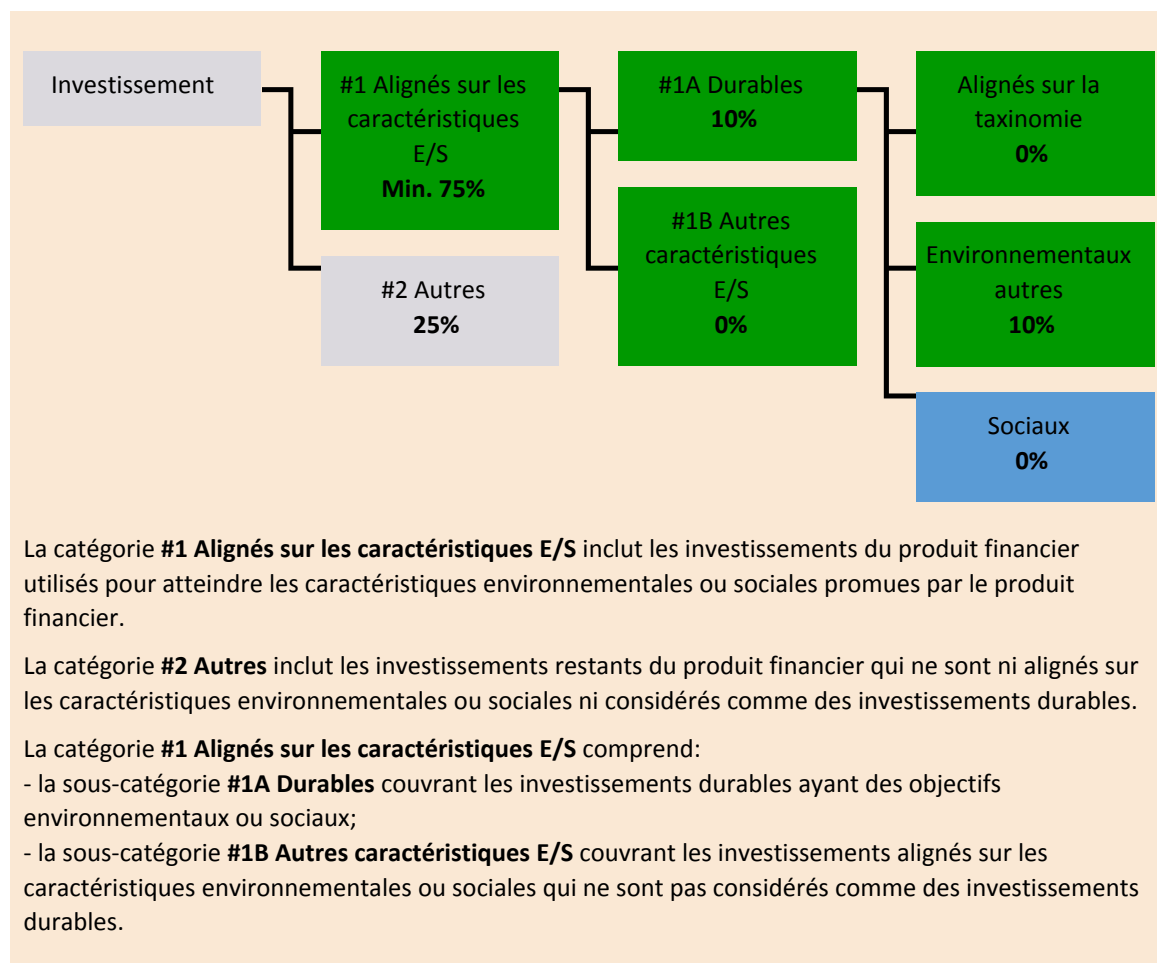 Investissement
#1 Alignés sur les
caractéristiques
E/S
Min. 75%
#2 Autres
25%
#1A Durables
10%
#1B Autres
caractéristiques
E/S
0%
Alignés sur la
taxinomie
0%
Environnementaux
autres
10%
Sociaux
0%
La catégorie #1 Alignés sur les caractéristiques E/S inclut les investissements du produit financier
utilisés pour atteindre les caractéristiques environnementales ou sociales promues par le produit
financier.
La catégorie #2 Autres inclut les investissements restants du produit financier qui ne sont ni alignés sur
les caractéristiques environnementales ou sociales ni considérés comme des investissements durables.
La catégorie #1 Alignés sur les caractéristiques E/S comprend:
- la sous-catégorie #1A Durables couvrant les investissements durables ayant des objectifs
environnementaux ou sociaux;
- la sous-catégorie #1B Autres caractéristiques E/S couvrant les investissements alignés sur les
caractéristiques environnementales ou sociales qui ne sont pas considérés comme des investissements
durables.